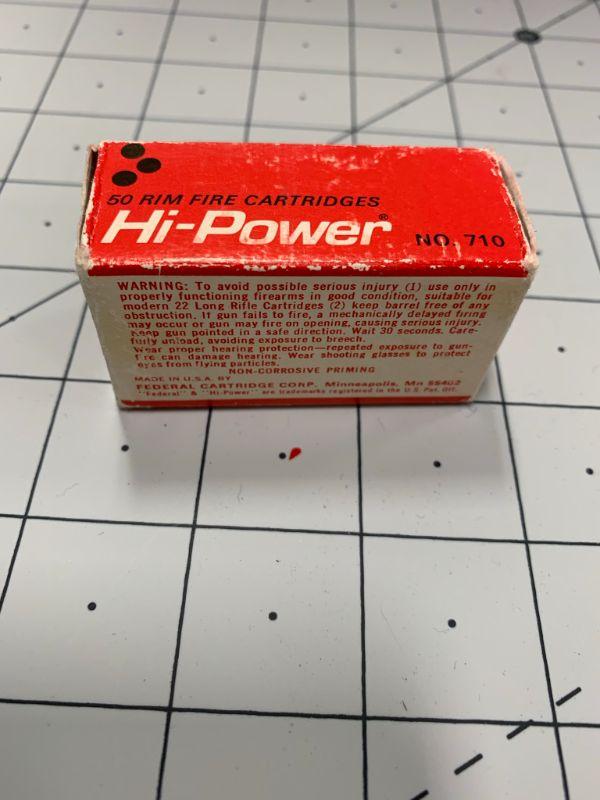 50 RIM FIRE CARTRIDGES
Hi-Power® NO. 710
WARNING: To avoid possible serious injury (1) use only in
properly functioning firearms in good condition, suitable for
modern 22 Long Rifle Cartridges (2) Keep barrel free of any
obstruction. If gun fails to fire, a mechanically delayed firing
may occur or gun may fire on opening, causing serious injury.
Keep gun pointed in a safe direction. Wait 30 seconds. Care-
fully unload, avoiding exposure to breech.
Wear proper hearing protection—repeated exposure to gun-
fire can damage hearing. Wear shooting glasses to protect
eyes from flying particles.
NON-CORROSIVE PRIMING
MADE IN U.S.A. BY
FEDERAL CARTRIDGE CORP. Minneapolis, Mn 55402
"Federal" & "Hi-Power" are trademarks registered in the U.S. Pat. Off.